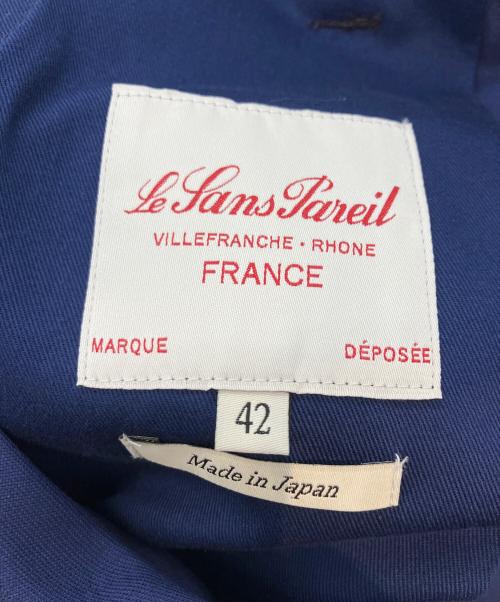 Le Sans Pareil
VILLEFRANCHE · RHONE
FRANCE
MARQUE DÉPOSÉE
42
Made in Japan